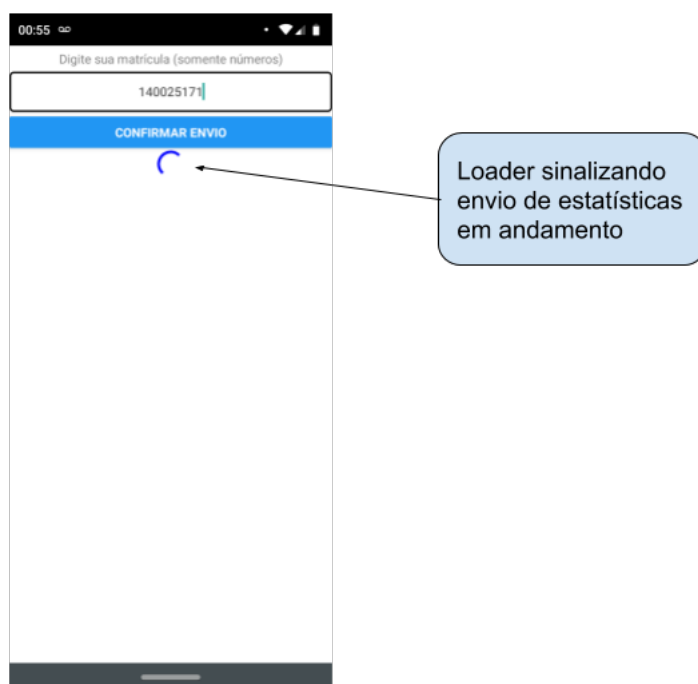 00:55
Digite sua matrícula (somente números)
140025171
CONFIRMAR ENVIO
Loader sinalizando
envio de estatísticas
em andamento